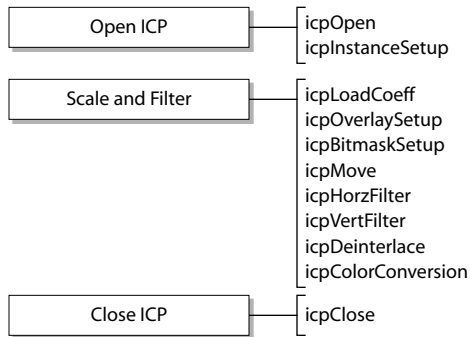 Open ICP
icpOpen
icpInstanceSetup
Scale and Filter
icpLoadCoeff
icpOverlaySetup
icpBitmaskSetup
icpMove
icpHorzFilter
icpVertFilter
icpDeinterlace
icpColorConversion
Close ICP
icpClose